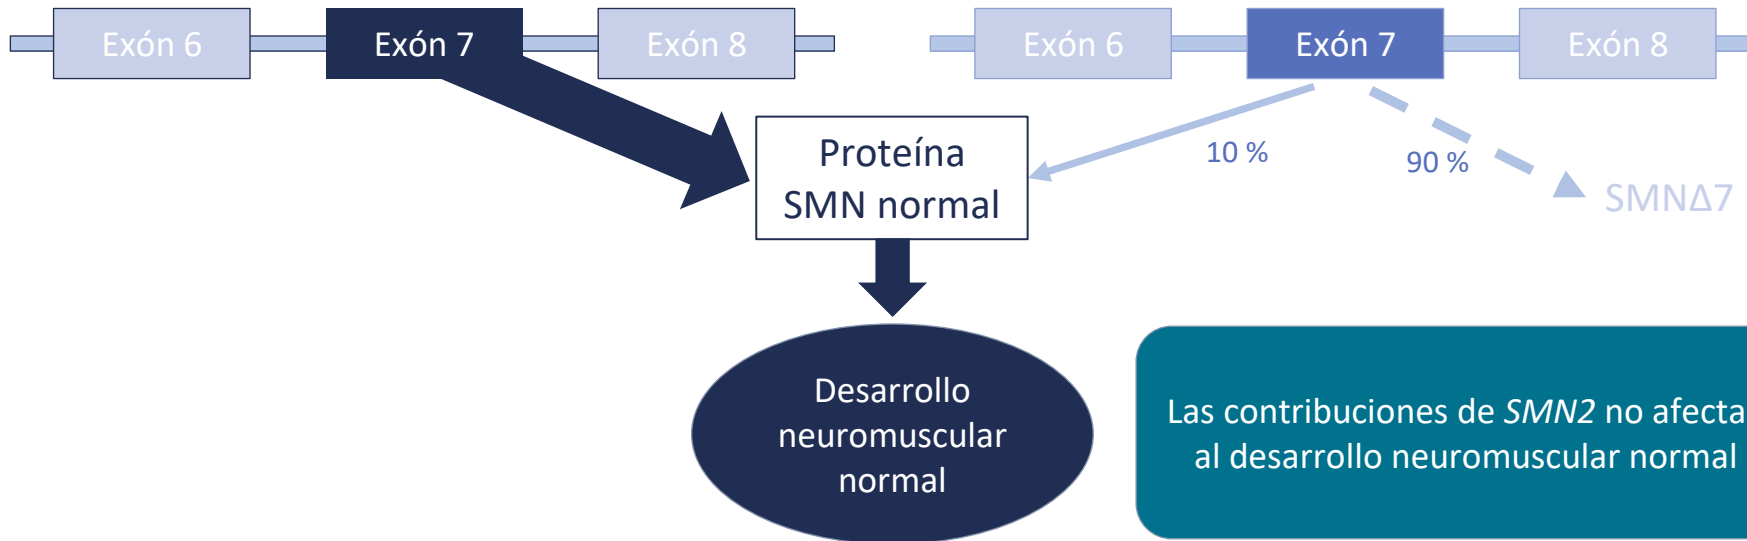 Exón 6
Exón 7
Exón 8
Exón 6
Exón 7
Exón 8
Proteína
SMN normal
10 %
90 %
SMNΔ7
Desarrollo
neuromuscular
normal
Las contribuciones de SMN2 no afecta
al desarrollo neuromuscular normal